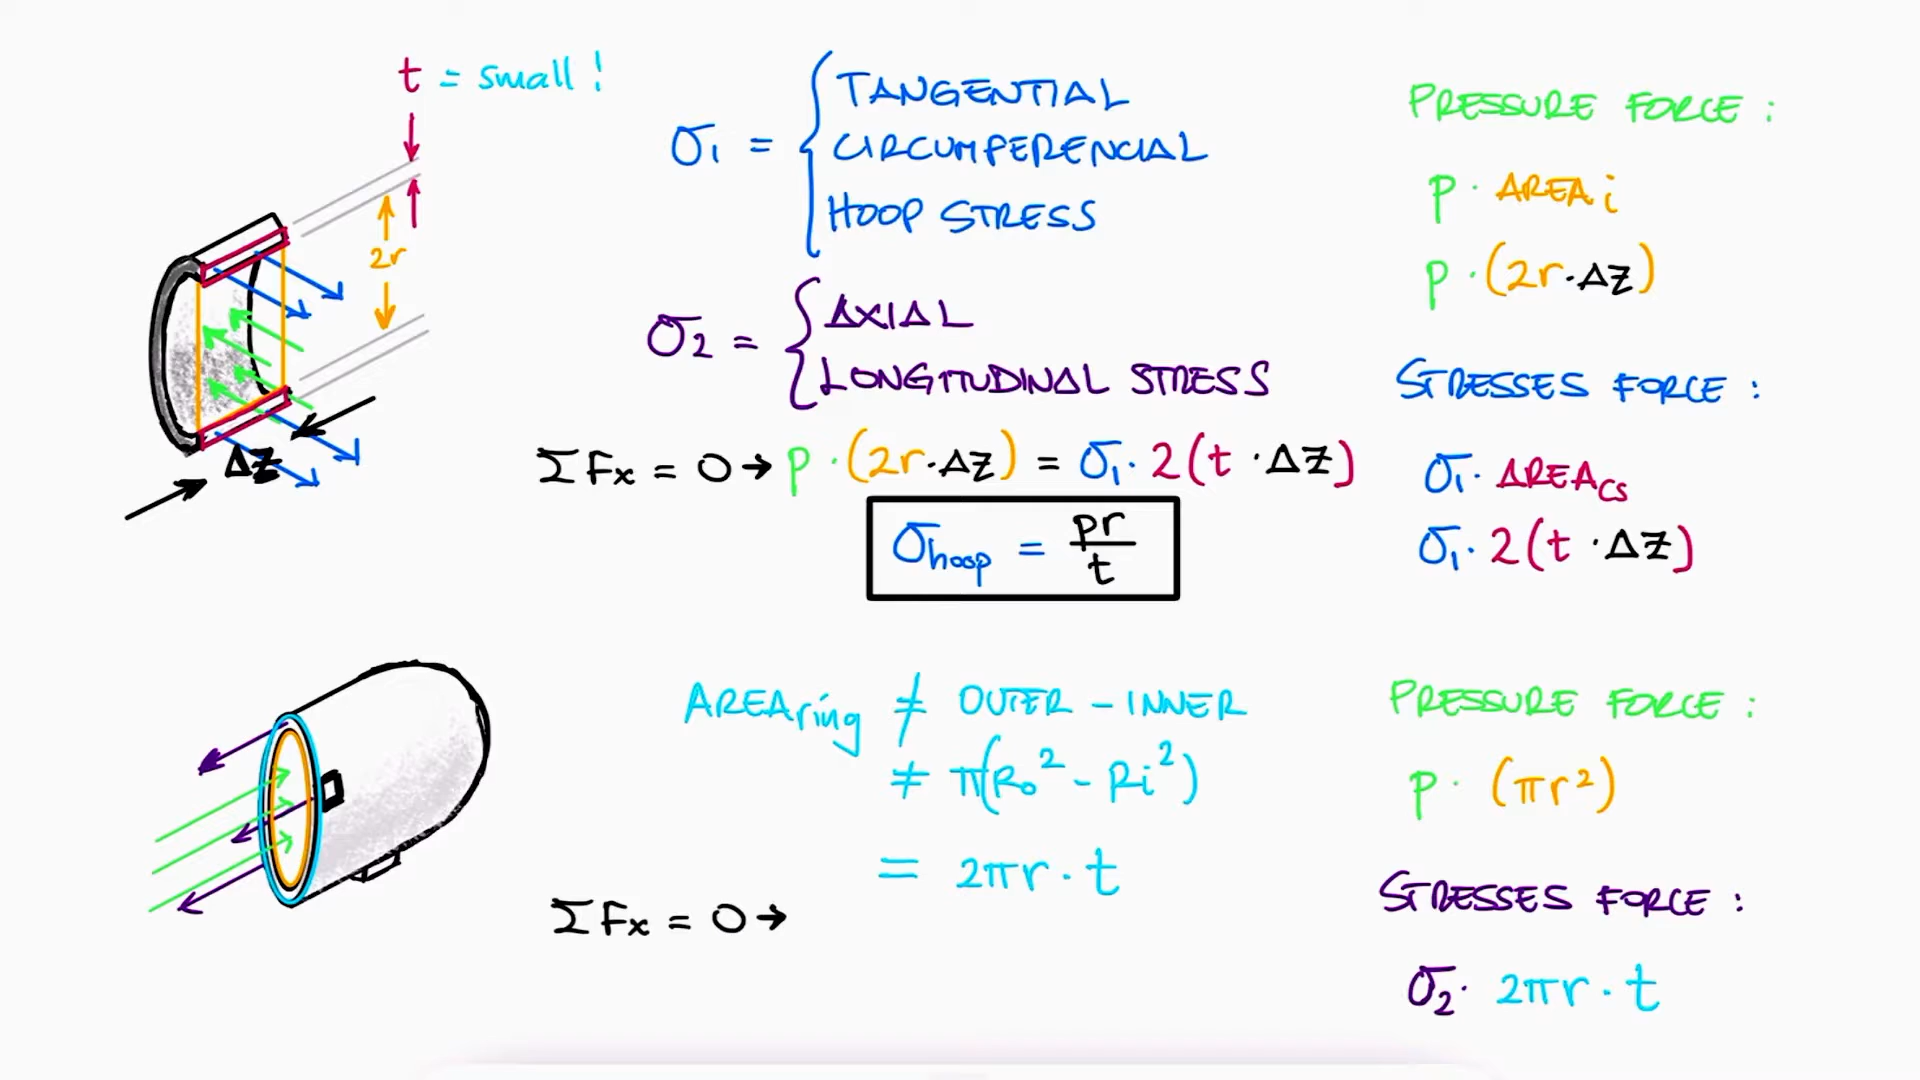 t = small !
2r
Δz
σ1 = { TANGENTIAL
CIRCUMFERENCIAL
HOOP STRESS
σ2 = { AXIAL
LONGITUDINAL STRESS
ΣFx = 0 → p · (2r·Δz) = σ1 · 2(t · Δz)
σhoop = pr/t
PRESSURE FORCE :
p · AREAi
p · (2r·Δz)
STRESSES FORCE :
σ1 · AREACS
σ1 · 2(t · Δz)
AREAring ≠ OUTER - INNER
≠ π(Ro² - Ri²)
= 2πr · t
ΣFx = 0 →
PRESSURE FORCE :
p · (πr²)
STRESSES FORCE :
σ2 · 2πr · t